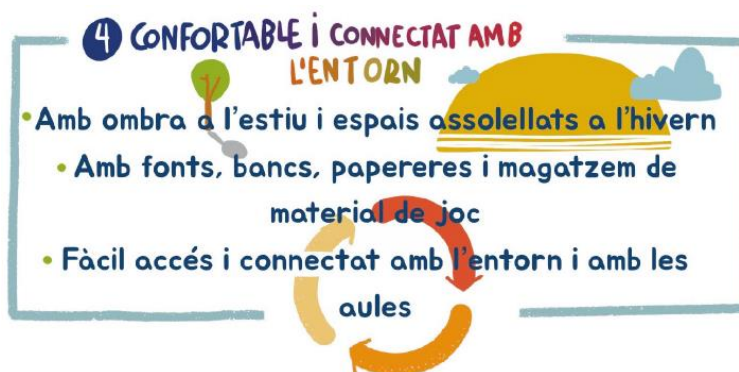 4 CONFORTABLE i CONNECTAT AMB
L'ENTORN
• Amb ombra a l'estiu i espais assolellats a l'hivern
• Amb fonts, bancs, papereres i magatzem de
material de joc
• Fàcil accés i connectat amb l'entorn i amb les
aules